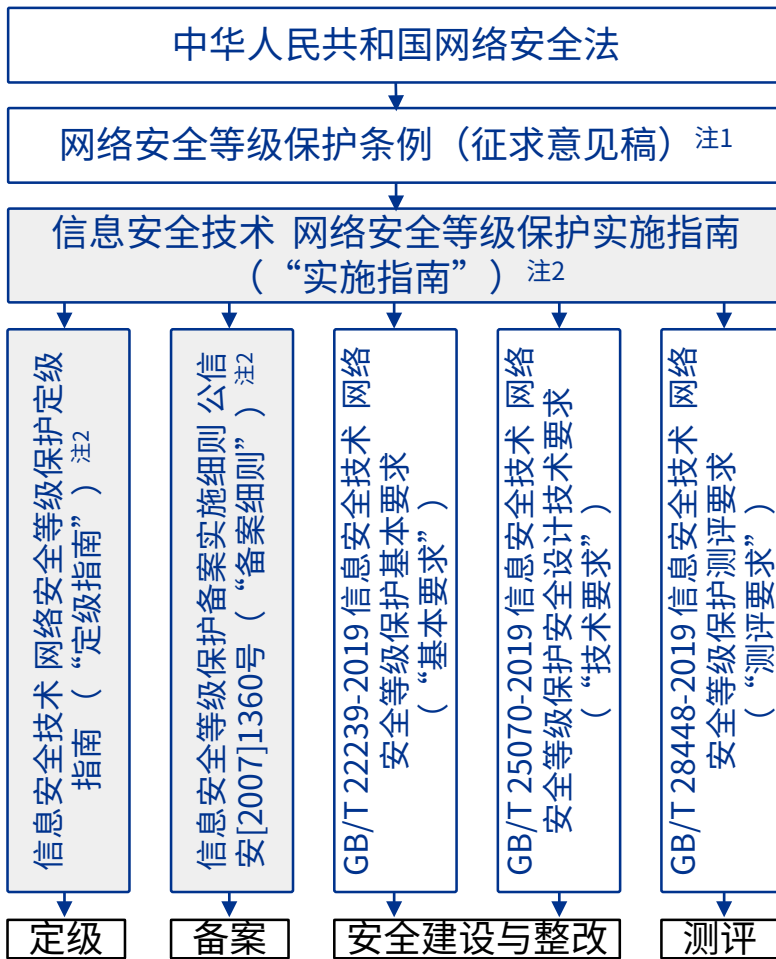 中华人民共和国网络安全法
网络安全等级保护条例（征求意见稿）注1
信息安全技术 网络安全等级保护实施指南
（“实施指南”）注2
信息安全技术 网络安全等级保护定级
指南（“定级指南”）注2
信息安全等级保护备案实施细则 公信
安[2007]1360号（“备案细则”）注2
GB/T 22239-2019 信息安全技术 网络
安全等级保护基本要求
（“基本要求”）
GB/T 25070-2019 信息安全技术 网络
安全等级保护安全设计技术要求
（“技术要求”）
GB/T 28448-2019 信息安全技术 网络
安全等级保护测评要求
（“测评要求”）
定级
备案
安全建设与整改
测评